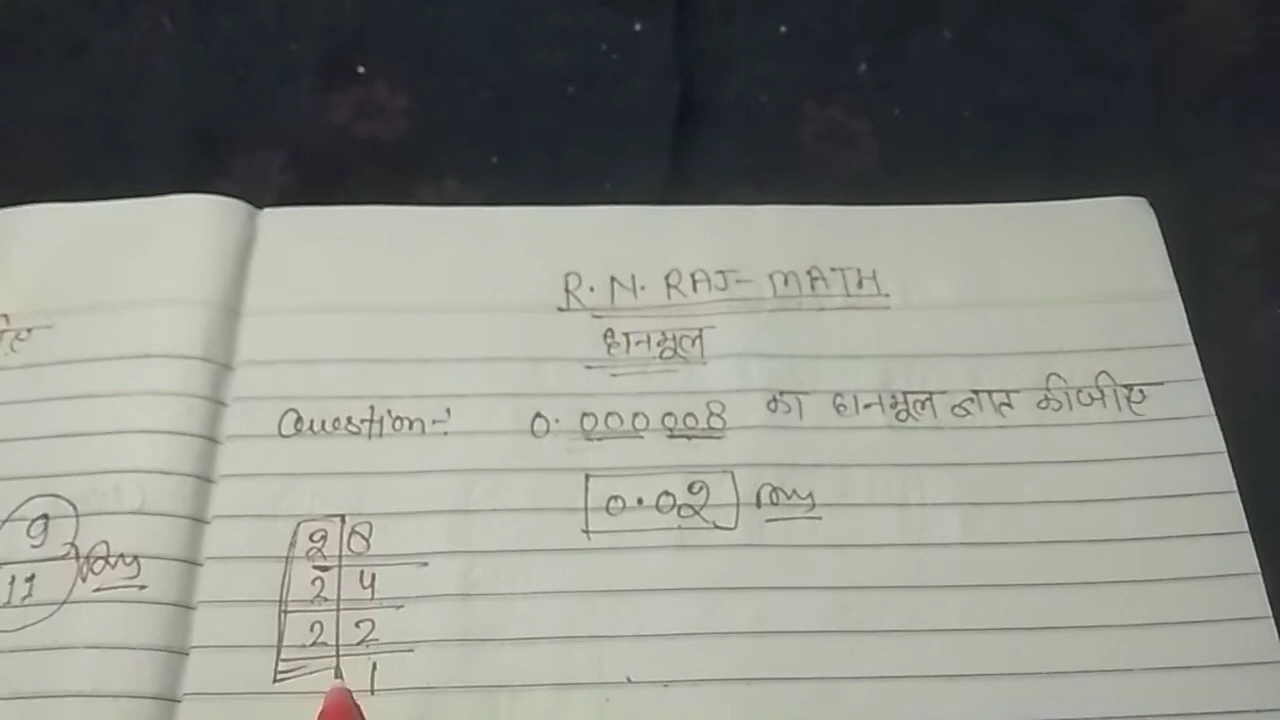 R. N. RAJ- MATH
घनमूल
Question:- 0.000008 का घनमूल ज्ञात कीजीए
0.02 Ans
2 8
2 4
2 2
1
9
11 Ans